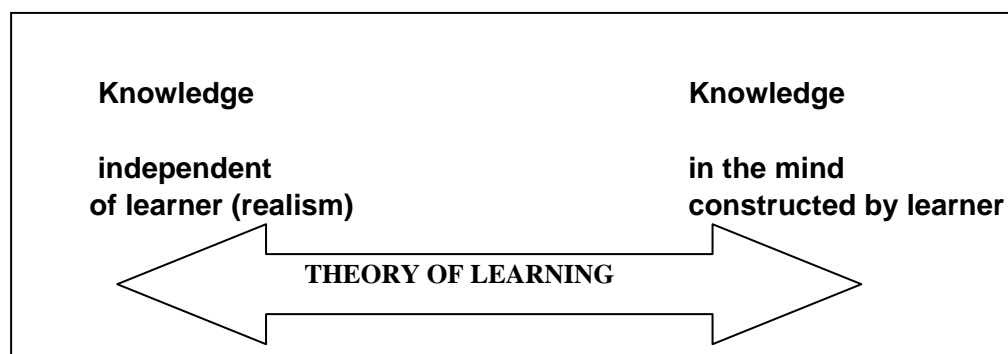 Knowledge
independent
of learner (realism)
Knowledge
in the mind
constructed by learner
THEORY OF LEARNING